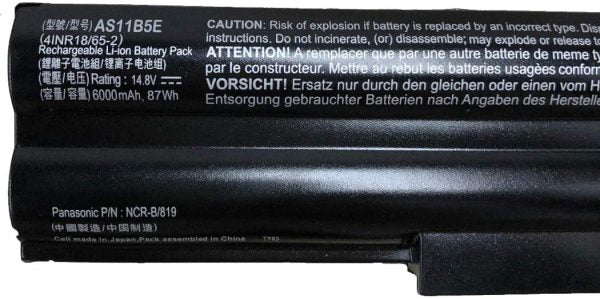 (型號/型号) AS11B5E
(4INR18/65-2)
Rechargeable Li-ion Battery Pack
(鋰離子電池組/锂离子电池组)
(電壓/电压) Rating : 14.8V ⎓
(容量/容量) 6000mAh, 87Wh
CAUTION: Risk of explosion if battery is replaced by an incorrect type. Dis
instructions. Do not incinerate, (or disassemble; may explode or release
ATTENTION! A remplacer que par une autre batterie de meme ty
par le constructeur. Mettre au rebut les batteries usagées conform
VORSICHT! Ersatz nur durch den gleichen oder einen vom H
Entsorgung gebrauchter Batterien nach Angaben des Herstelle
Panasonic P/N : NCR-B/819
(中國製造/中国制造)
Cell made in Japan,Pack assembled in China TY63